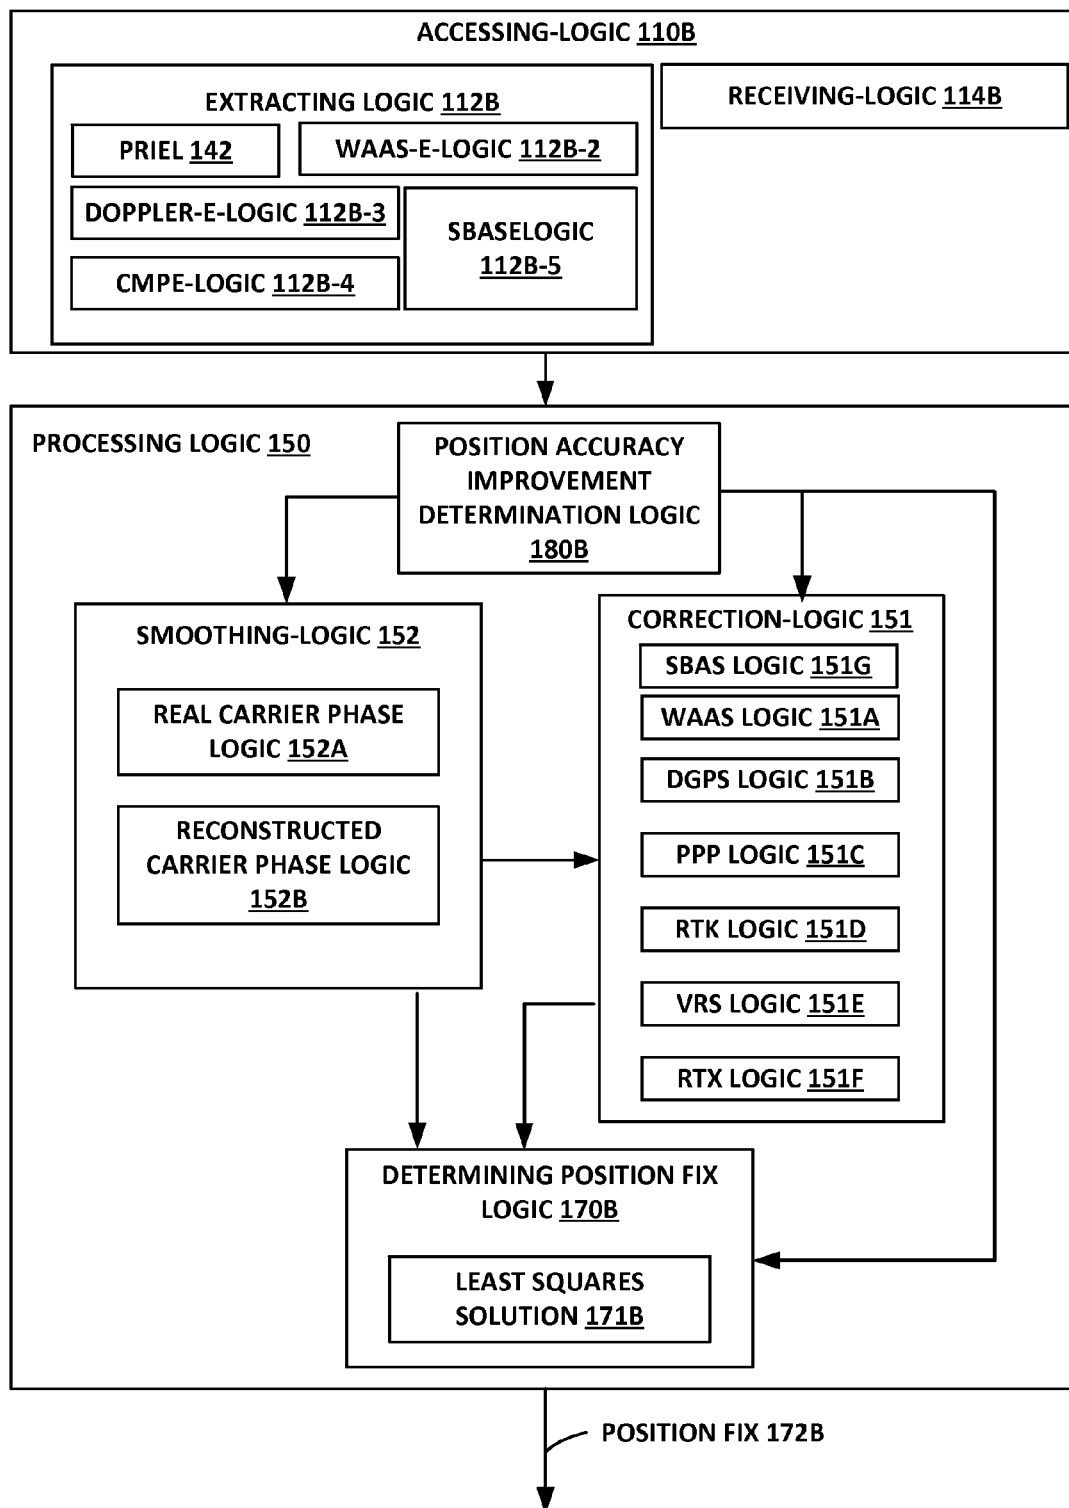 ACCESSING-LOGIC 110B
EXTRACTING LOGIC 112B
RECEIVING-LOGIC 114B
PRIEL 142
WAAS-E-LOGIC 112B-2
DOPPLER-E-LOGIC 112B-3
SBASELOGIC
112B-5
CMPE-LOGIC 112B-4
PROCESSING LOGIC 150
POSITION ACCURACY
IMPROVEMENT
DETERMINATION LOGIC
180B
SMOOTHING-LOGIC 152
REAL CARRIER PHASE
LOGIC 152A
RECONSTRUCTED
CARRIER PHASE LOGIC
152B
CORRECTION-LOGIC 151
SBAS LOGIC 151G
WAAS LOGIC 151A
DGPS LOGIC 151B
PPP LOGIC 151C
RTK LOGIC 151D
VRS LOGIC 151E
RTX LOGIC 151F
DETERMINING POSITION FIX
LOGIC 170B
LEAST SQUARES
SOLUTION 171B
POSITION FIX 172B